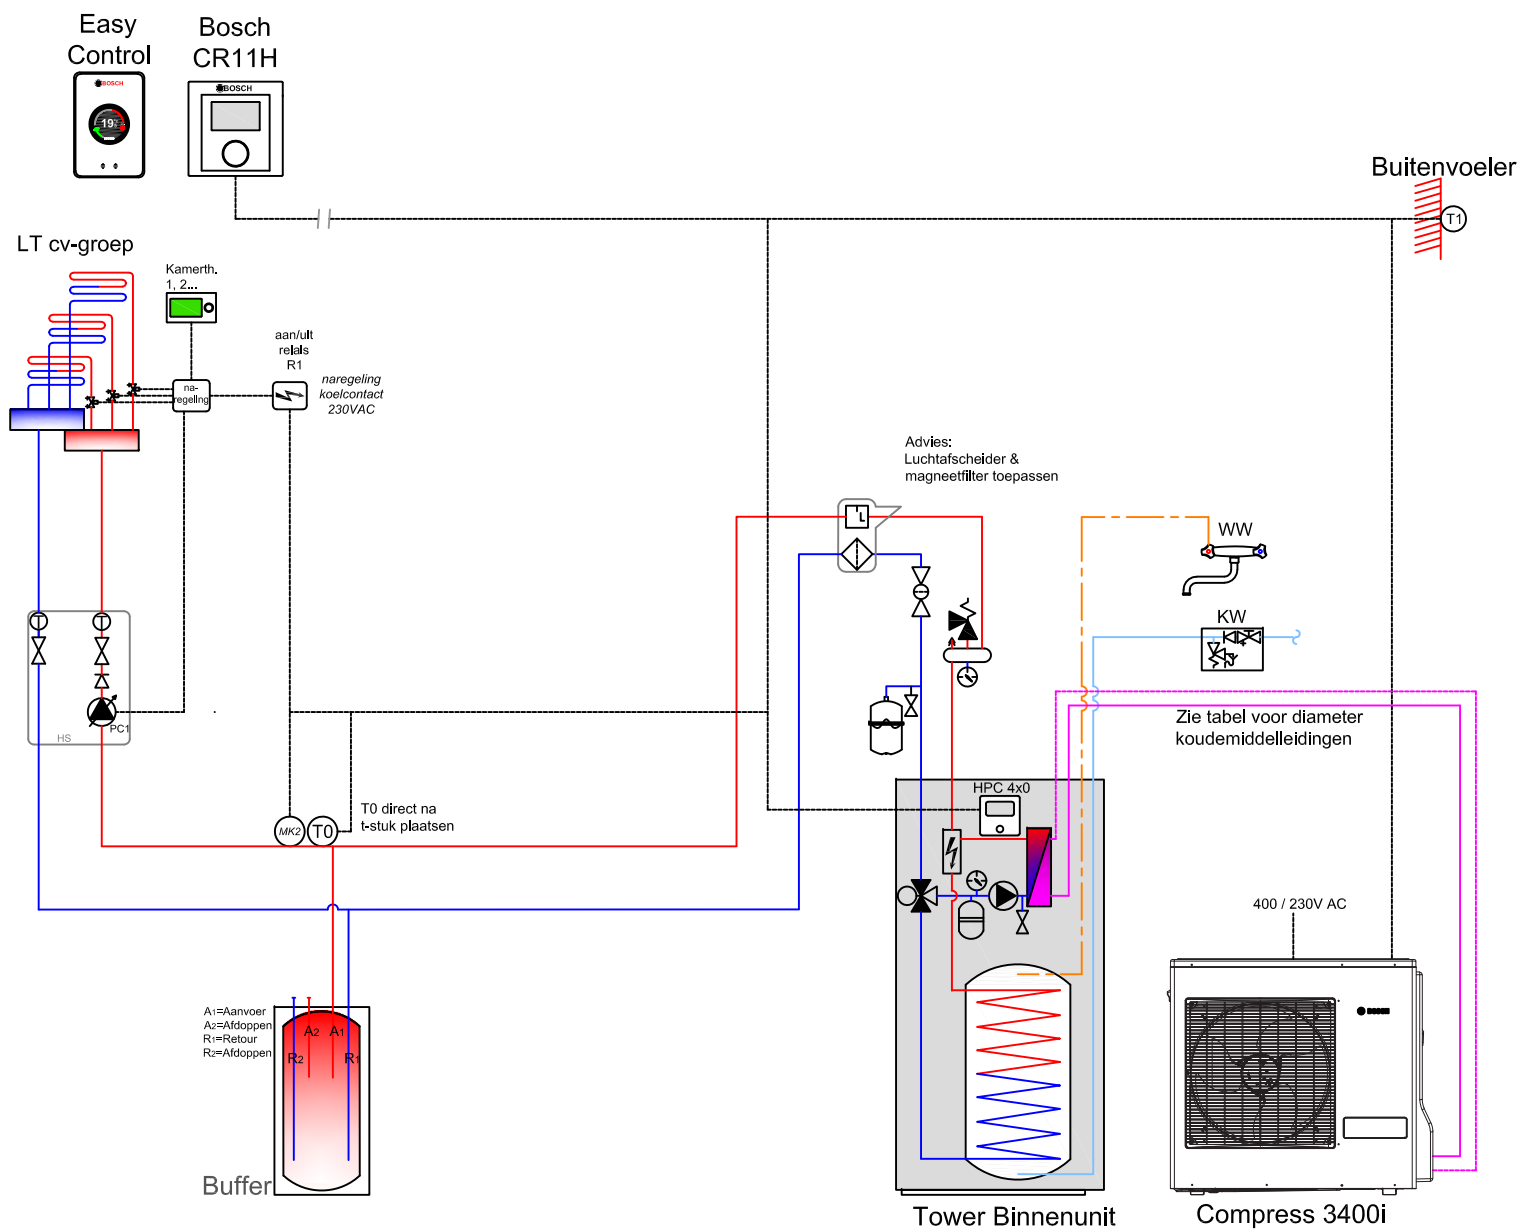 Easy
Control
Bosch
CR11H
BOSCH
BOSCH
19
Buitenvoeler
T1
LT cv-groep
Kamerth.
1, 2...
aan/uit
relais
R1
naregeling
koelcontact
230VAC
na-
regeling
Advies:
Luchtafscheider &
magneetfilter toepassen
L
WW
KW
T
T
PC1
HS
Zie tabel voor diameter
koudemiddelleidingen
HPC 4x0
MK2
T0
T0 direct na
t-stuk plaatsen
400 / 230V AC
A1=Aanvoer
A2=Afdoppen
R1=Retour
R2=Afdoppen
A2
A1
R2
R1
BOSCH
Buffer
Tower Binnenunit
Compress 3400i